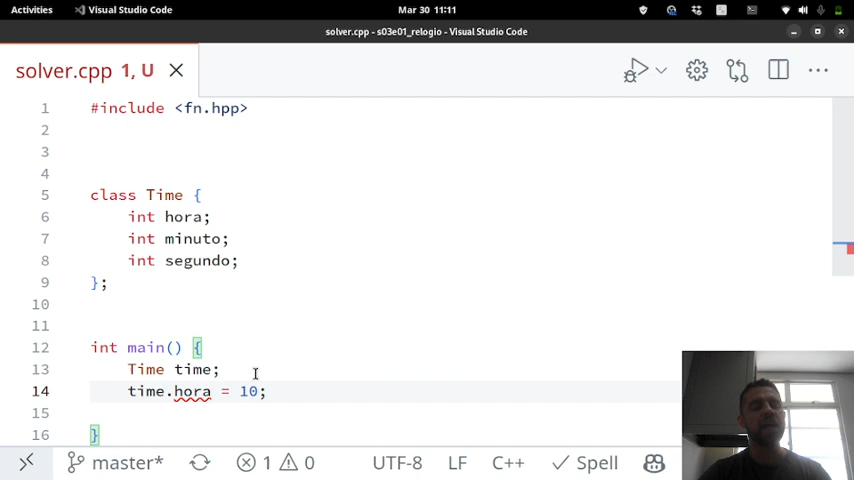 Activities Visual Studio Code Mar 30 11:11
solver.cpp - s03e01_relogio - Visual Studio Code
solver.cpp 1, U
1 #include <fn.hpp>
2
3
4
5 class Time {
6 int hora;
7 int minuto;
8 int segundo;
9 };
10
11
12 int main() {
13 Time time;
14 time.hora = 10;
15
16 }
master* 1 0 UTF-8 LF C++ Spell